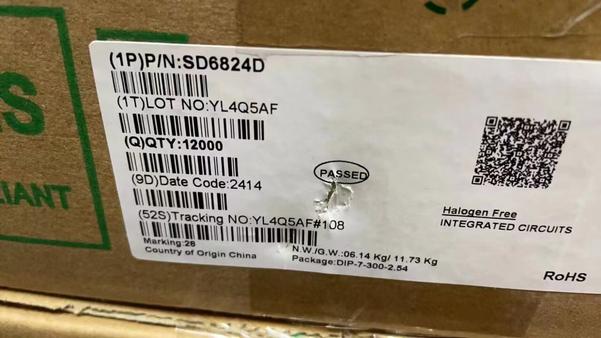 (1P)P/N:SD6824D
(1T)LOT NO:YL4Q5AF
(Q)QTY:12000
PASSED
(9D)Date Code:2414
(52S)Tracking NO:YL4Q5AF#108
Marking:28
Country of Origin China
N.W./G.W.:06.14 Kg/ 11.73 Kg
Package:DIP-7-300-2.54
Halogen Free
INTEGRATED CIRCUITS
RoHS
S
LIANT